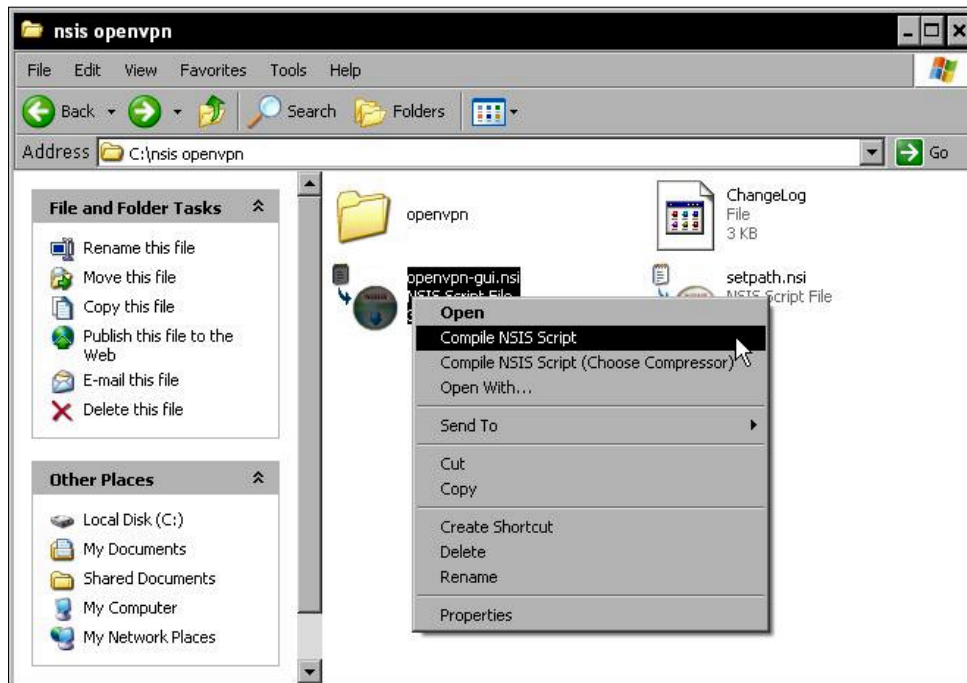 nsis openvpn
File Edit View Favorites Tools Help
Back Search Folders
Address C:\nsis openvpn Go
File and Folder Tasks
Rename this file
Move this file
Copy this file
Publish this file to the
Web
E-mail this file
Delete this file
Other Places
Local Disk (C:)
My Documents
Shared Documents
My Computer
My Network Places
openvpn
ChangeLog
File
3 KB
openvpn-gui.nsi
NSIS Script File
setpath.nsi
NSIS Script File
Open
Compile NSIS Script
Compile NSIS Script (Choose Compressor)
Open With...
Send To
Cut
Copy
Create Shortcut
Delete
Rename
Properties